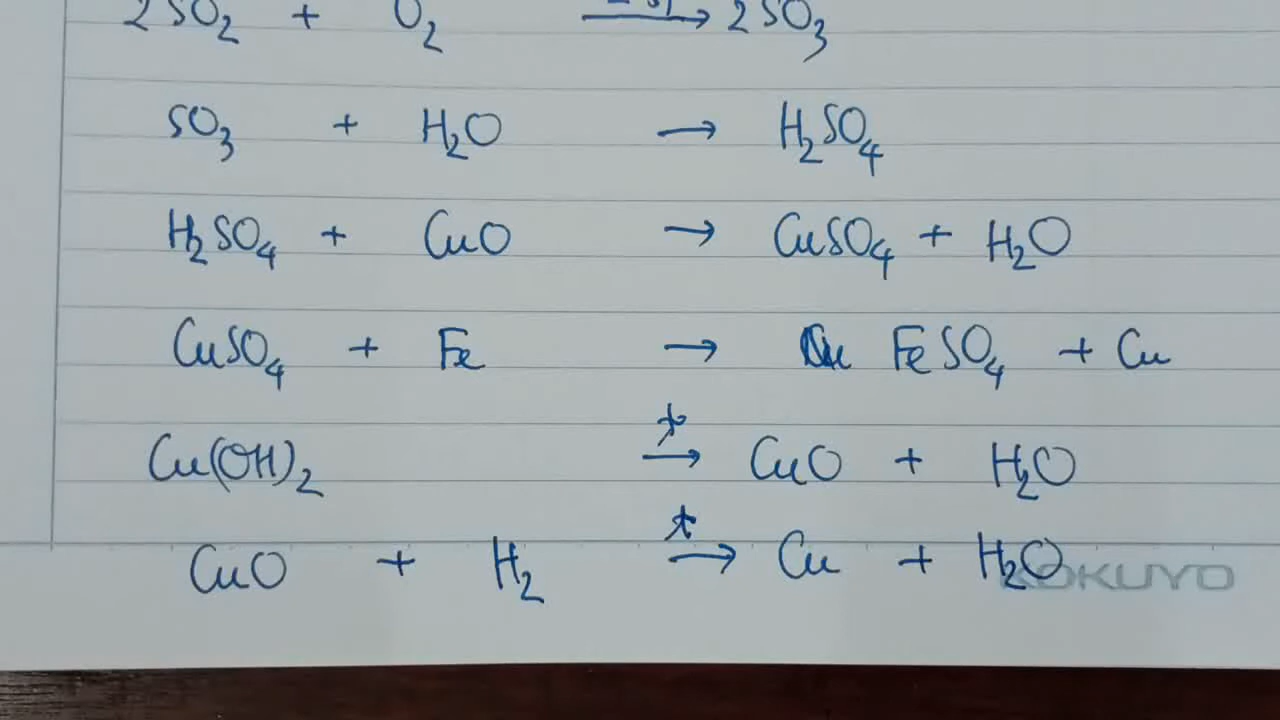 2SO₂ + O₂ → 2SO₃
SO₃ + H₂O → H₂SO₄
H₂SO₄ + CuO → CuSO₄ + H₂O
CuSO₄ + Fe → FeSO₄ + Cu
Cu(OH)₂ →(t) CuO + H₂O
CuO + H₂ →(t) Cu + H₂O
KOKUYO